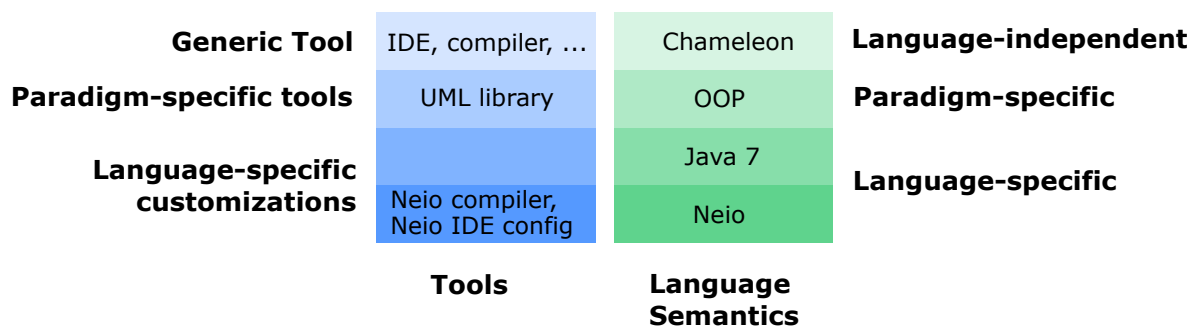 Generic Tool
IDE, compiler, ...
Chameleon
Language-independent
Paradigm-specific tools
UML library
OOP
Paradigm-specific
Language-specific
customizations
Java 7
Language-specific
Neio compiler,
Neio IDE config
Neio
Tools
Language
Semantics